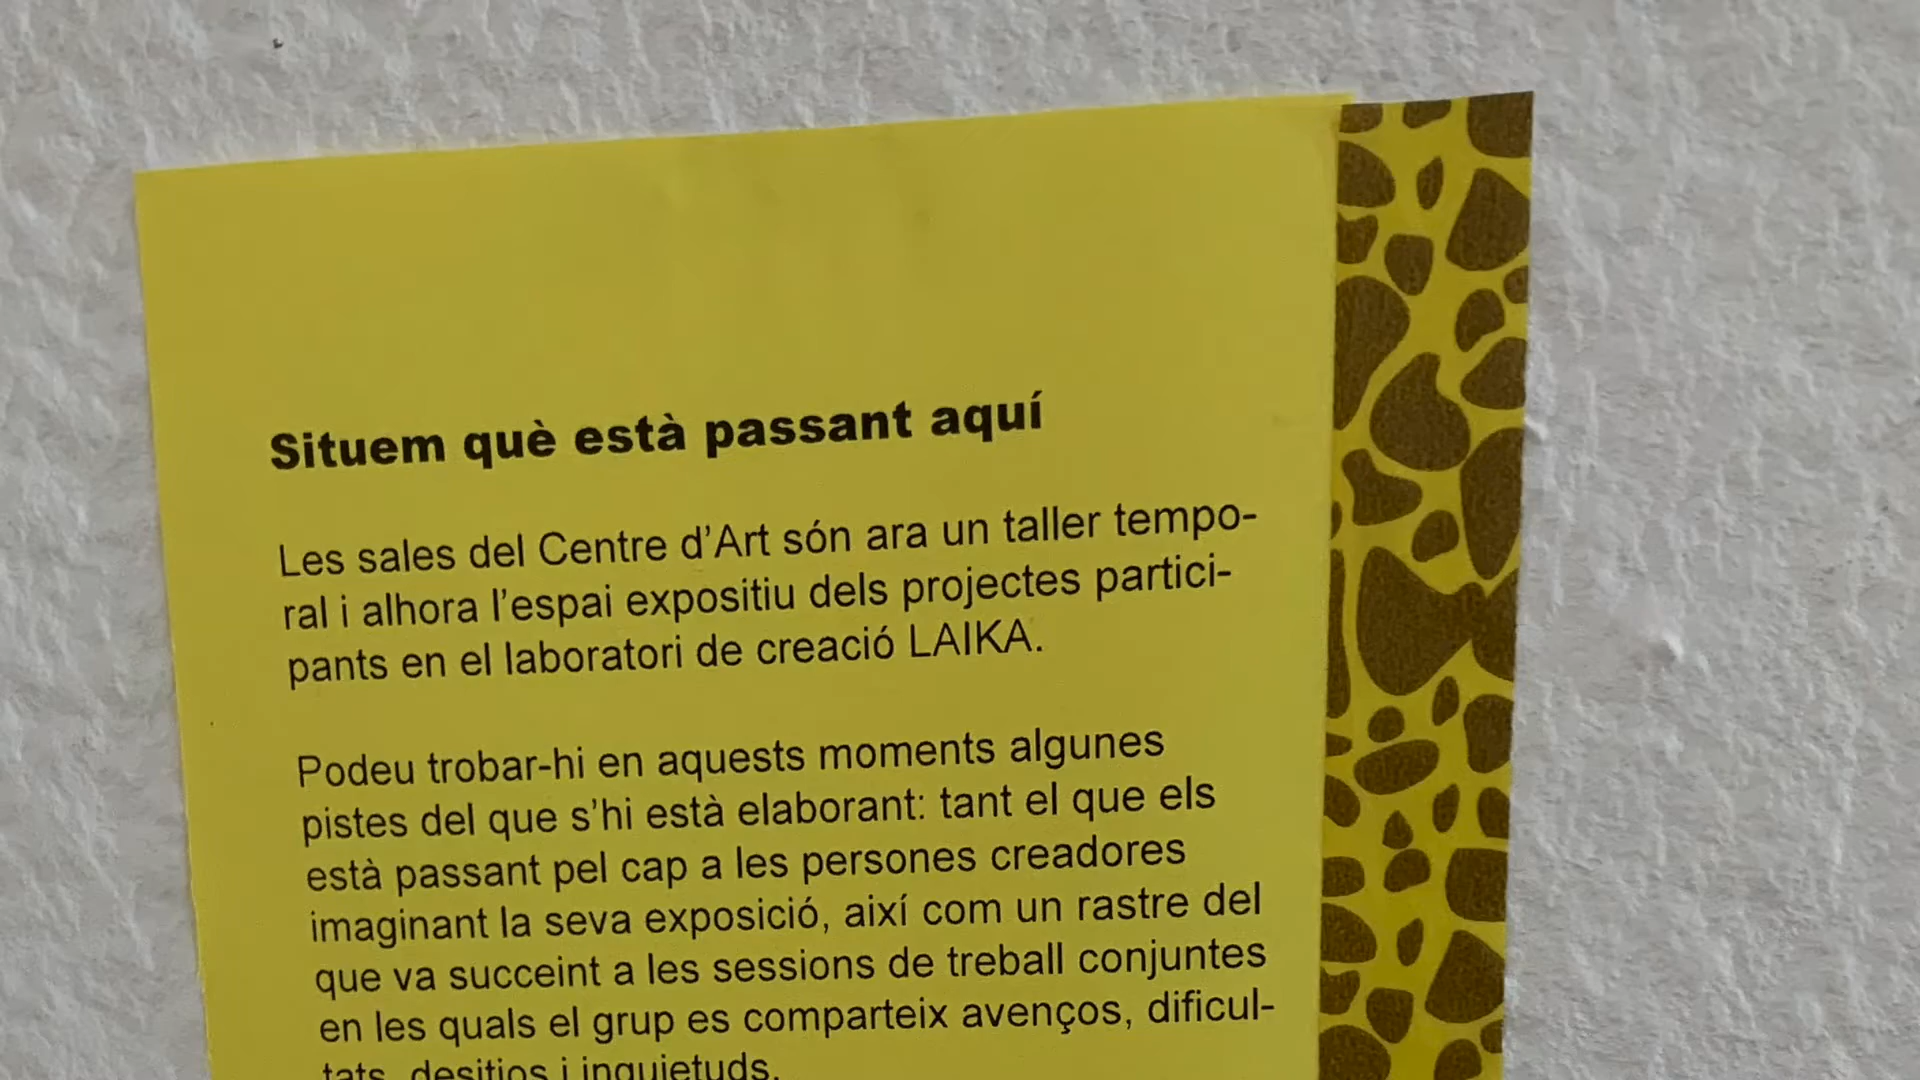 Situem què està passant aquí
Les sales del Centre d'Art són ara un taller tempo-
ral i alhora l'espai expositiu dels projectes partici-
pants en el laboratori de creació LAIKA.
Podeu trobar-hi en aquests moments algunes
pistes del que s'hi està elaborant: tant el que els
està passant pel cap a les persones creadores
imaginant la seva exposició, així com un rastre del
que va succeint a les sessions de treball conjuntes
en les quals el grup es comparteix avenços, dificul-
tats, desitjos i inquietuds.